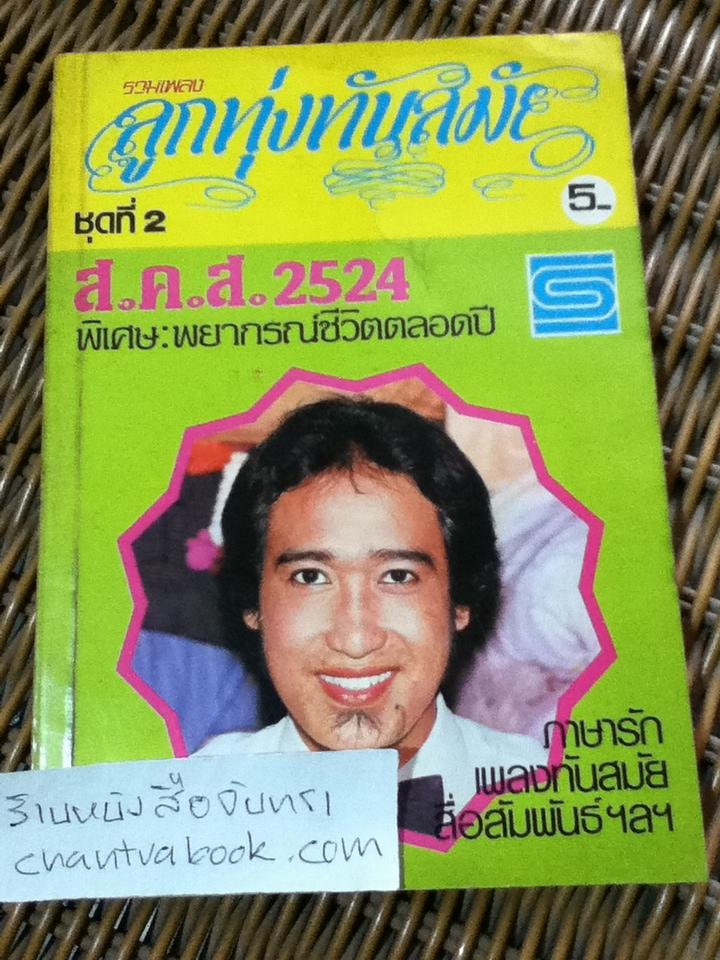 รวมเพลง
ลูกทุ่งทันสมัย
ชุดที่ 2
5.-
ส.ค.ส. 2524
พิเศษ:พยากรณ์ชีวิตตลอดปี
ภาษารัก
เพลงทันสมัย
สื่อสัมพันธ์ ฯลฯ
ร้านหนังสือจันทรา
chantrabook.com